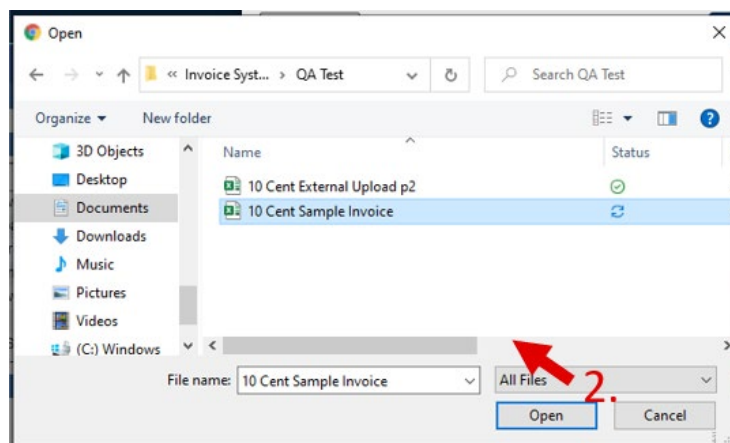 Open
« Invoice Syst... › QA Test
Search QA Test
Organize
New folder
Name
Status
3D Objects
Desktop
Documents
Downloads
Music
Pictures
Videos
(C:) Windows
10 Cent External Upload p2
10 Cent Sample Invoice
2.
File name: 10 Cent Sample Invoice
All Files
Open
Cancel